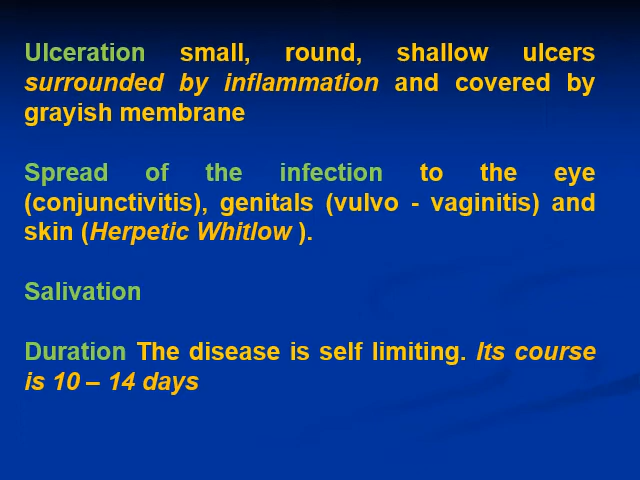 Ulceration small, round, shallow ulcers
surrounded by inflammation and covered by
grayish membrane
Spread of the infection to the eye
(conjunctivitis), genitals (vulvo - vaginitis) and
skin (Herpetic Whitlow ).
Salivation
Duration The disease is self limiting. Its course
is 10 – 14 days